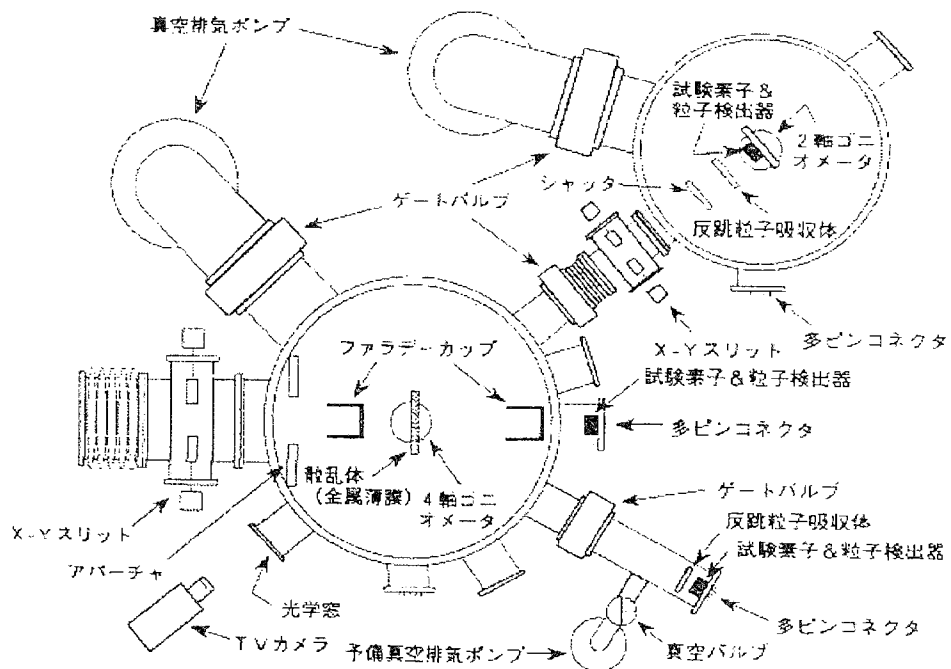 真空排気ポンプ
試験素子&
粒子検出器
2軸ゴニ
オメータ
シャッタ
ゲートバルブ
反跳粒子吸収体
多ピンコネクタ
X-Yスリット
ファラデーカップ
試験素子&粒子検出器
多ピンコネクタ
散乱体
(金属薄膜)
4軸ゴニ
オメータ
ゲートバルブ
反跳粒子吸収体
試験素子&粒子検出器
X-Yスリット
アパーチャ
光学窓
TVカメラ
予備真空排気ポンプ
真空バルブ
多ピンコネクタ